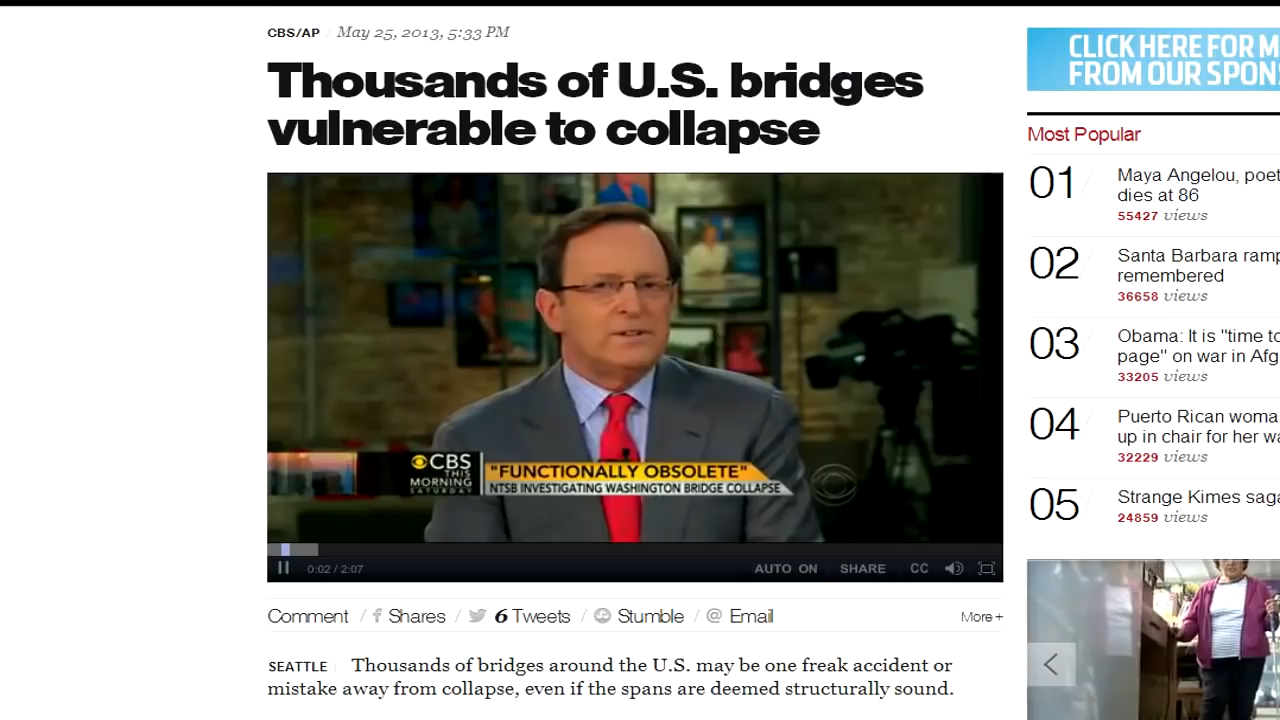 CBS/AP / May 25, 2013, 5:33 PM
Thousands of U.S. bridges
vulnerable to collapse
CBS
THIS
MORNING
SATURDAY
"FUNCTIONALLY OBSOLETE"
NTSB INVESTIGATING WASHINGTON BRIDGE COLLAPSE
0:02 / 2:07
AUTO ON SHARE CC
Comment / f Shares / 6 Tweets / Stumble / @ Email
More +
SEATTLE Thousands of bridges around the U.S. may be one freak accident or
mistake away from collapse, even if the spans are deemed structurally sound.
CLICK HERE FOR M
FROM OUR SPON
Most Popular
01 Maya Angelou, poet
dies at 86
55427 views
02 Santa Barbara ramp
remembered
36658 views
03 Obama: It is "time to
page" on war in Afg
33205 views
04 Puerto Rican woma
up in chair for her wa
32229 views
05 Strange Kimes saga
24859 views